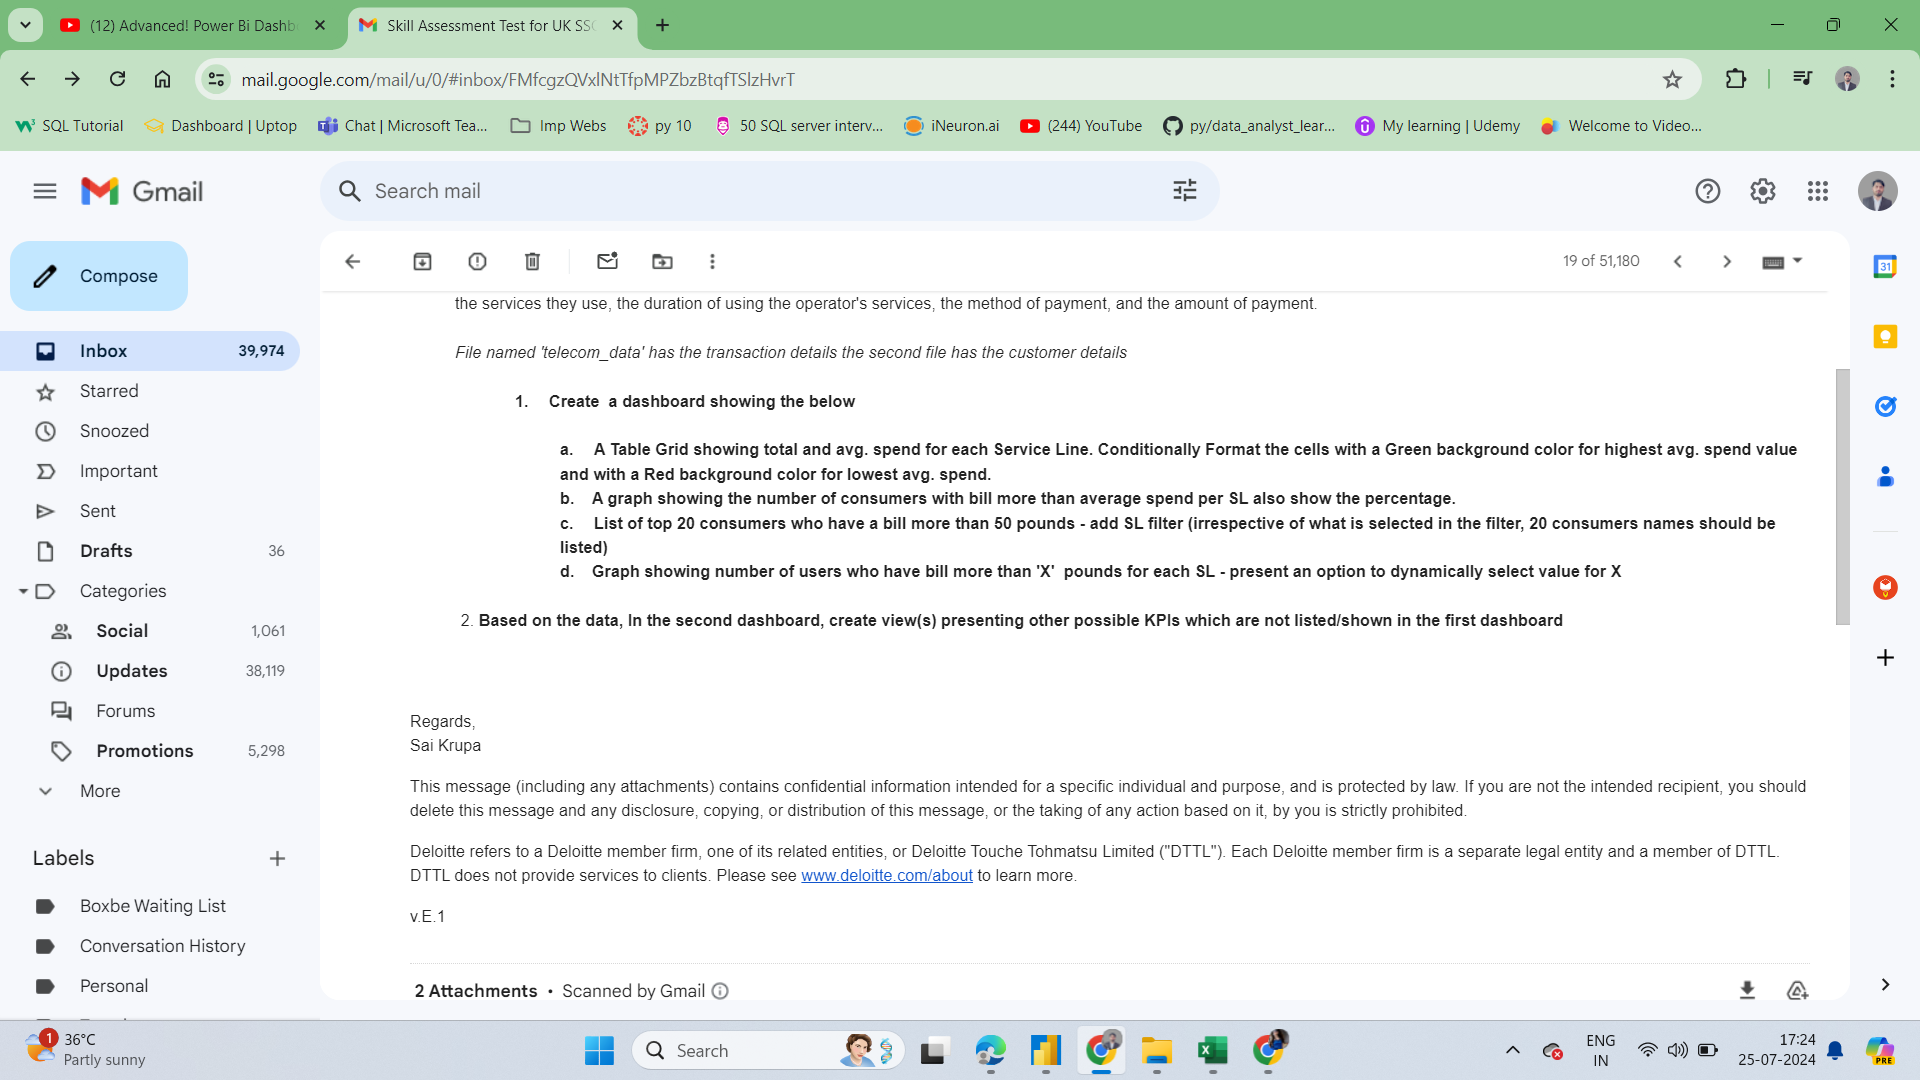 (12) Advanced! Power Bi Dashb
Skill Assessment Test for UK SS
mail.google.com/mail/u/0/#inbox/FMfcgzQVxlNtTfpMPZbzBtqfTSlzHvrT
SQL Tutorial
Dashboard | Uptop
Chat | Microsoft Tea...
Imp Webs
py 10
50 SQL server interv...
iNeuron.ai
(244) YouTube
py/data_analyst_lear...
My learning | Udemy
Welcome to Video...
Gmail
Search mail
Compose
19 of 51,180
Inbox 39,974
Starred
Snoozed
Important
Sent
Drafts 36
Categories
Social 1,061
Updates 38,119
Forums
Promotions 5,298
More
Labels
Boxbe Waiting List
Conversation History
Personal
the services they use, the duration of using the operator's services, the method of payment, and the amount of payment.
File named 'telecom_data' has the transaction details the second file has the customer details
1. Create a dashboard showing the below
a. A Table Grid showing total and avg. spend for each Service Line. Conditionally Format the cells with a Green background color for highest avg. spend value
and with a Red background color for lowest avg. spend.
b. A graph showing the number of consumers with bill more than average spend per SL also show the percentage.
c. List of top 20 consumers who have a bill more than 50 pounds - add SL filter (irrespective of what is selected in the filter, 20 consumers names should be
listed)
d. Graph showing number of users who have bill more than 'X' pounds for each SL - present an option to dynamically select value for X
2. Based on the data, In the second dashboard, create view(s) presenting other possible KPIs which are not listed/shown in the first dashboard
Regards,
Sai Krupa
This message (including any attachments) contains confidential information intended for a specific individual and purpose, and is protected by law. If you are not the intended recipient, you should
delete this message and any disclosure, copying, or distribution of this message, or the taking of any action based on it, by you is strictly prohibited.
Deloitte refers to a Deloitte member firm, one of its related entities, or Deloitte Touche Tohmatsu Limited ("DTTL"). Each Deloitte member firm is a separate legal entity and a member of DTTL.
DTTL does not provide services to clients. Please see www.deloitte.com/about to learn more.
v.E.1
2 Attachments • Scanned by Gmail
31
1
36°C
Partly sunny
Search
ENG
IN
17:24
25-07-2024
PRE